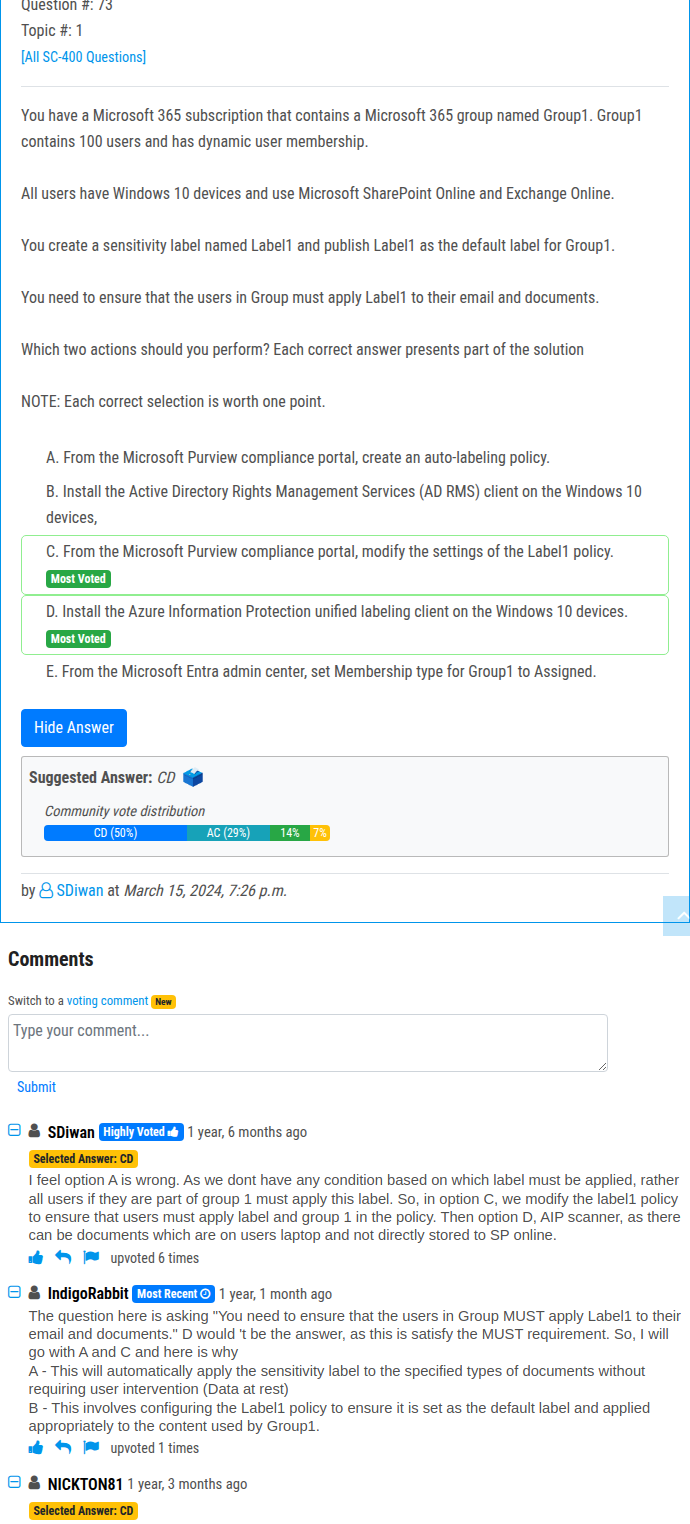 Question #: 73
Topic #: 1
[All SC-400 Questions]
You have a Microsoft 365 subscription that contains a Microsoft 365 group named Group1. Group1
contains 100 users and has dynamic user membership.
All users have Windows 10 devices and use Microsoft SharePoint Online and Exchange Online.
You create a sensitivity label named Label1 and publish Label1 as the default label for Group1.
You need to ensure that the users in Group must apply Label1 to their email and documents.
Which two actions should you perform? Each correct answer presents part of the solution
NOTE: Each correct selection is worth one point.
A. From the Microsoft Purview compliance portal, create an auto-labeling policy.
B. Install the Active Directory Rights Management Services (AD RMS) client on the Windows 10
devices,
C. From the Microsoft Purview compliance portal, modify the settings of the Label1 policy.
Most Voted
D. Install the Azure Information Protection unified labeling client on the Windows 10 devices.
Most Voted
E. From the Microsoft Entra admin center, set Membership type for Group1 to Assigned.
Hide Answer
Suggested Answer: CD
Community vote distribution
CD (50%) AC (29%) 14% 7%
by SDiwan at March 15, 2024, 7:26 p.m.
Comments
Switch to a voting comment New
Type your comment...
Submit
SDiwan Highly Voted 1 year, 6 months ago
Selected Answer: CD
I feel option A is wrong. As we dont have any condition based on which label must be applied, rather
all users if they are part of group 1 must apply this label. So, in option C, we modify the label1 policy
to ensure that users must apply label and group 1 in the policy. Then option D, AIP scanner, as there
can be documents which are on users laptop and not directly stored to SP online.
upvoted 6 times
IndigoRabbit Most Recent 1 year, 1 month ago
The question here is asking "You need to ensure that the users in Group MUST apply Label1 to their
email and documents." D would 't be the answer, as this is satisfy the MUST requirement. So, I will
go with A and C and here is why
A - This will automatically apply the sensitivity label to the specified types of documents without
requiring user intervention (Data at rest)
B - This involves configuring the Label1 policy to ensure it is set as the default label and applied
appropriately to the content used by Group1.
upvoted 1 times
NICKTON81 1 year, 3 months ago
Selected Answer: CD